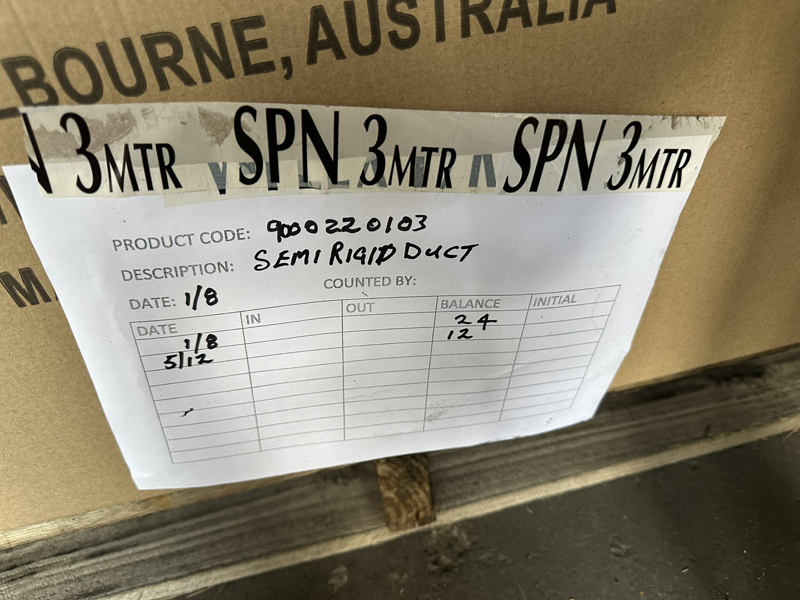 BOURNE, AUSTRALIA
3MTR SPN 3MTR SPN 3MTR
PRODUCT CODE: 9000220103
DESCRIPTION: SEMI RIGID DUCT
DATE: 1/8 COUNTED BY:
DATE IN OUT BALANCE INITIAL
1/8 24
5/12 12